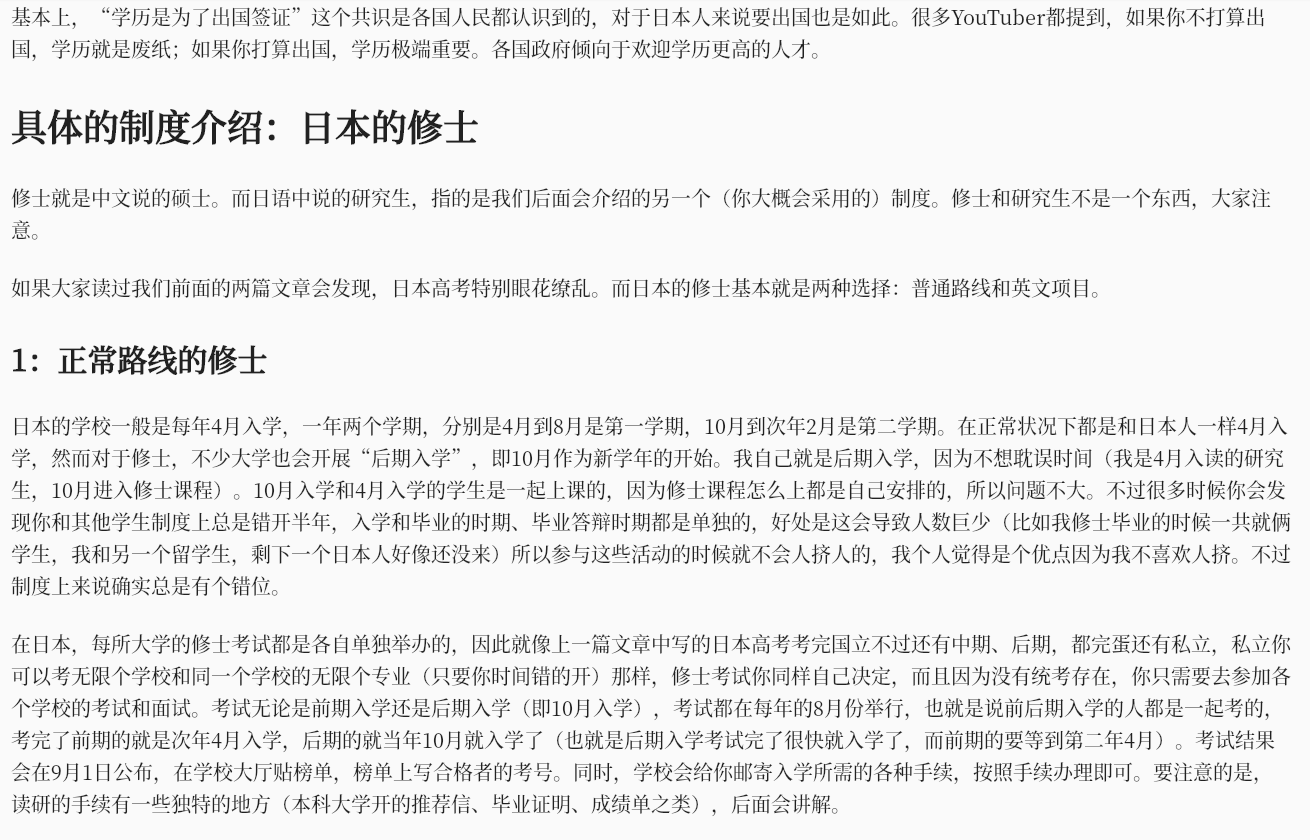 基本上，“学历是为了出国签证”这个共识是各国人民都认识到的，对于日本人来说要出国也是如此。很多YouTuber都提到，如果你不打算出
国，学历就是废纸；如果你打算出国，学历极端重要。各国政府倾向于欢迎学历更高的人才。
具体的制度介绍：日本的修士
修士就是中文说的硕士。而日语中说的研究生，指的是我们后面会介绍的另一个（你大概会采用的）制度。修士和研究生不是一个东西，大家注
意。
如果大家读过我们前面的两篇文章会发现，日本高考特别眼花缭乱。而日本的修士基本就是两种选择：普通路线和英文项目。
1：正常路线的修士
日本的学校一般是每年4月入学，一年两个学期，分别是4月到8月是第一学期，10月到次年2月是第二学期。在正常状况下都是和日本人一样4月入
学，然而对于修士，不少大学也会开展“后期入学”，即10月作为新学年的开始。我自己就是后期入学，因为不想耽误时间（我是4月入读的研究
生，10月进入修士课程）。10月入学和4月入学的学生是一起上课的，因为修士课程怎么上都是自己安排的，所以问题不大。不过很多时候你会发
现你和其他学生制度上总是错开半年，入学和毕业的时期、毕业答辩时期都是单独的，好处是这会导致人数巨少（比如我修士毕业的时候一共就俩
学生，我和另一个留学生，剩下一个日本人好像还没来）所以参与这些活动的时候就不会人挤人的，我个人觉得是个优点因为我不喜欢人挤。不过
制度上来说确实总是有个错位。
在日本，每所大学的修士考试都是各自单独举办的，因此就像上一篇文章中写的日本高考考完国立不过还有中期、后期，都完蛋还有私立，私立你
可以考无限个学校和同一个学校的无限个专业（只要你时间错的开）那样，修士考试你同样自己决定，而且因为没有统考存在，你只需要去参加各
个学校的考试和面试。考试无论是前期入学还是后期入学（即10月入学），考试都在每年的8月份举行，也就是说前后期入学的人都是一起考的，
考完了前期的就是次年4月入学，后期的就当年10月就入学了（也就是后期入学考试完了很快就入学了，而前期的要等到第二年4月）。考试结果
会在9月1日公布，在学校大厅贴榜单，榜单上写合格者的考号。同时，学校会给你邮寄入学所需的各种手续，按照手续办理即可。要注意的是，
读研的手续有一些独特的地方（本科大学开的推荐信、毕业证明、成绩单之类），后面会讲解。